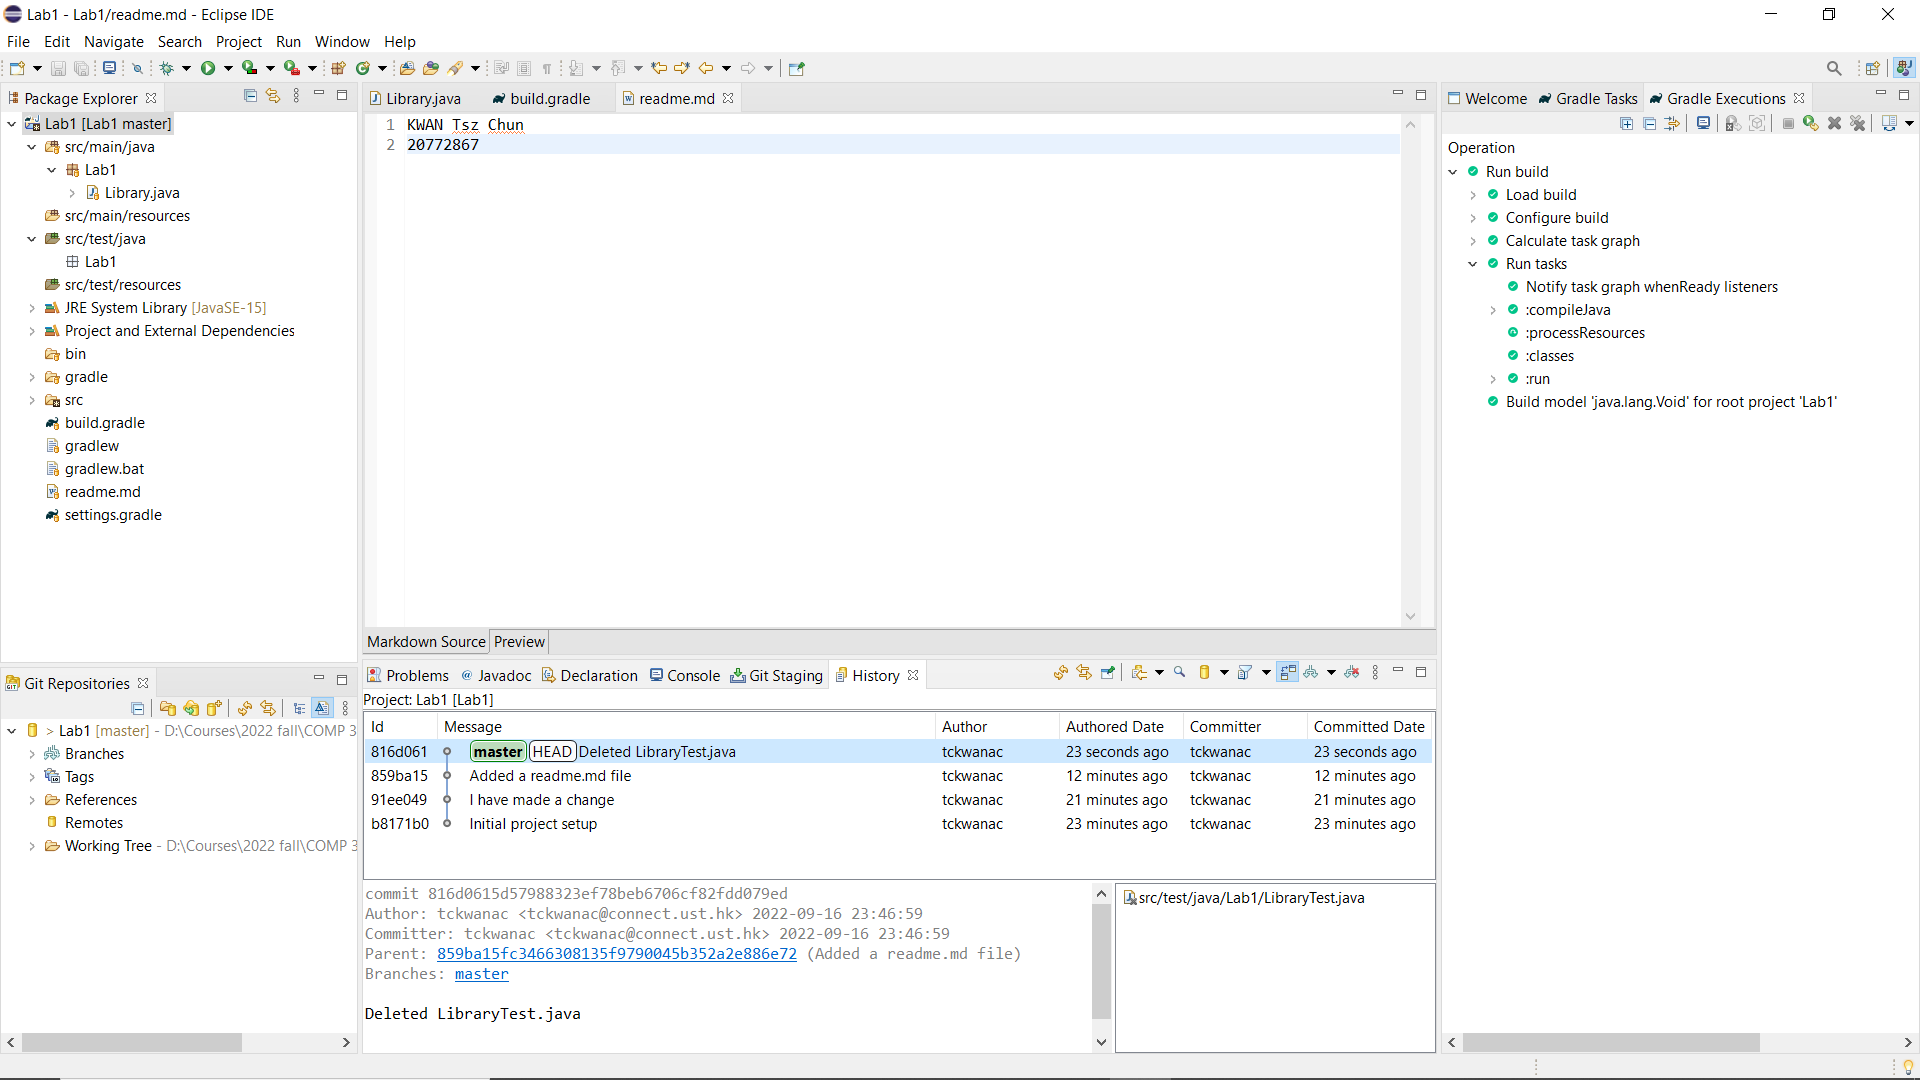 Lab1 - Lab1/readme.md - Eclipse IDE
File Edit Navigate Search Project Run Window Help
Package Explorer
Lab1 [Lab1 master]
src/main/java
Lab1
Library.java
src/main/resources
src/test/java
Lab1
src/test/resources
JRE System Library [JavaSE-15]
Project and External Dependencies
bin
gradle
src
build.gradle
gradlew
gradlew.bat
readme.md
settings.gradle
Git Repositories
> Lab1 [master] - D:\Courses\2022 fall\COMP 3
Branches
Tags
References
Remotes
Working Tree - D:\Courses\2022 fall\COMP 3
Library.java build.gradle readme.md
1 KWAN Tsz Chun
2 20772867
Markdown Source Preview
Problems @ Javadoc Declaration Console Git Staging History
Project: Lab1 [Lab1]
Id Message Author Authored Date Committer Committed Date
816d061 master HEAD Deleted LibraryTest.java tckwanac 23 seconds ago tckwanac 23 seconds ago
859ba15 Added a readme.md file tckwanac 12 minutes ago tckwanac 12 minutes ago
91ee049 I have made a change tckwanac 21 minutes ago tckwanac 21 minutes ago
b8171b0 Initial project setup tckwanac 23 minutes ago tckwanac 23 minutes ago
commit 816d0615d57988323ef78beb6706cf82fdd079ed
Author: tckwanac <tckwanac@connect.ust.hk> 2022-09-16 23:46:59
Committer: tckwanac <tckwanac@connect.ust.hk> 2022-09-16 23:46:59
Parent: 859ba15fc3466308135f9790045b352a2e886e72 (Added a readme.md file)
Branches: master
Deleted LibraryTest.java
src/test/java/Lab1/LibraryTest.java
Welcome Gradle Tasks Gradle Executions
Operation
Run build
Load build
Configure build
Calculate task graph
Run tasks
Notify task graph whenReady listeners
:compileJava
:processResources
:classes
:run
Build model 'java.lang.Void' for root project 'Lab1'